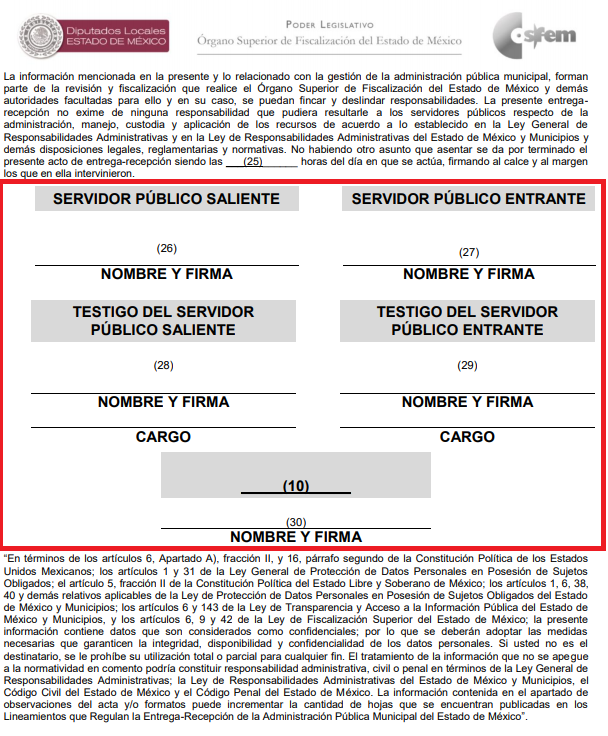 Diputados Locales
ESTADO DE MÉXICO
PODER LEGISLATIVO
Órgano Superior de Fiscalización del Estado de México
osfem
La información mencionada en la presente y lo relacionado con la gestión de la administración pública municipal, forman
parte de la revisión y fiscalización que realice el Órgano Superior de Fiscalización del Estado de México y demás
autoridades facultadas para ello y en su caso, se puedan fincar y deslindar responsabilidades. La presente entrega-
recepción no exime de ninguna responsabilidad que pudiera resultarle a los servidores públicos respecto de la
administración, manejo, custodia y aplicación de los recursos de acuerdo a lo establecido en la Ley General de
Responsabilidades Administrativas y en la Ley de Responsabilidades Administrativas del Estado de México y Municipios y
demás disposiciones legales, reglamentarias y normativas. No habiendo otro asunto que asentar se da por terminado el
presente acto de entrega-recepción siendo las ___(25)______ horas del día en que se actúa, firmando al calce y al margen
los que en ella intervinieron.
SERVIDOR PÚBLICO SALIENTE SERVIDOR PÚBLICO ENTRANTE
(26) (27)
NOMBRE Y FIRMA NOMBRE Y FIRMA
TESTIGO DEL SERVIDOR TESTIGO DEL SERVIDOR
PÚBLICO SALIENTE PÚBLICO ENTRANTE
(28) (29)
NOMBRE Y FIRMA NOMBRE Y FIRMA
CARGO CARGO
(10)
(30)
NOMBRE Y FIRMA
“En términos de los artículos 6, Apartado A), fracción II, y 16, párrafo segundo de la Constitución Política de los Estados
Unidos Mexicanos; los artículos 1 y 31 de la Ley General de Protección de Datos Personales en Posesión de Sujetos
Obligados; el artículo 5, fracción II de la Constitución Política del Estado Libre y Soberano de México; los artículos 1, 6, 38,
40 y demás relativos aplicables de la Ley de Protección de Datos Personales en Posesión de Sujetos Obligados del Estado
de México y Municipios; los artículos 6 y 143 de la Ley de Transparencia y Acceso a la Información Pública del Estado de
México y Municipios, y los artículos 6, 9 y 42 de la Ley de Fiscalización Superior del Estado de México; la presente
información contiene datos que son considerados como confidenciales; por lo que se deberán adoptar las medidas
necesarias que garanticen la integridad, disponibilidad y confidencialidad de los datos personales. Si usted no es el
destinatario, se le prohíbe su utilización total o parcial para cualquier fin. El tratamiento de la información que no se apegue
a la normatividad en comento podría constituir responsabilidad administrativa, civil o penal en términos de la Ley General de
Responsabilidades Administrativas; la Ley de Responsabilidades Administrativas del Estado de México y Municipios, el
Código Civil del Estado de México y el Código Penal del Estado de México. La información contenida en el apartado de
observaciones del acta y/o formatos puede incrementar la cantidad de hojas que se encuentran publicadas en los
Lineamientos que Regulan la Entrega-Recepción de la Administración Pública Municipal del Estado de México”.